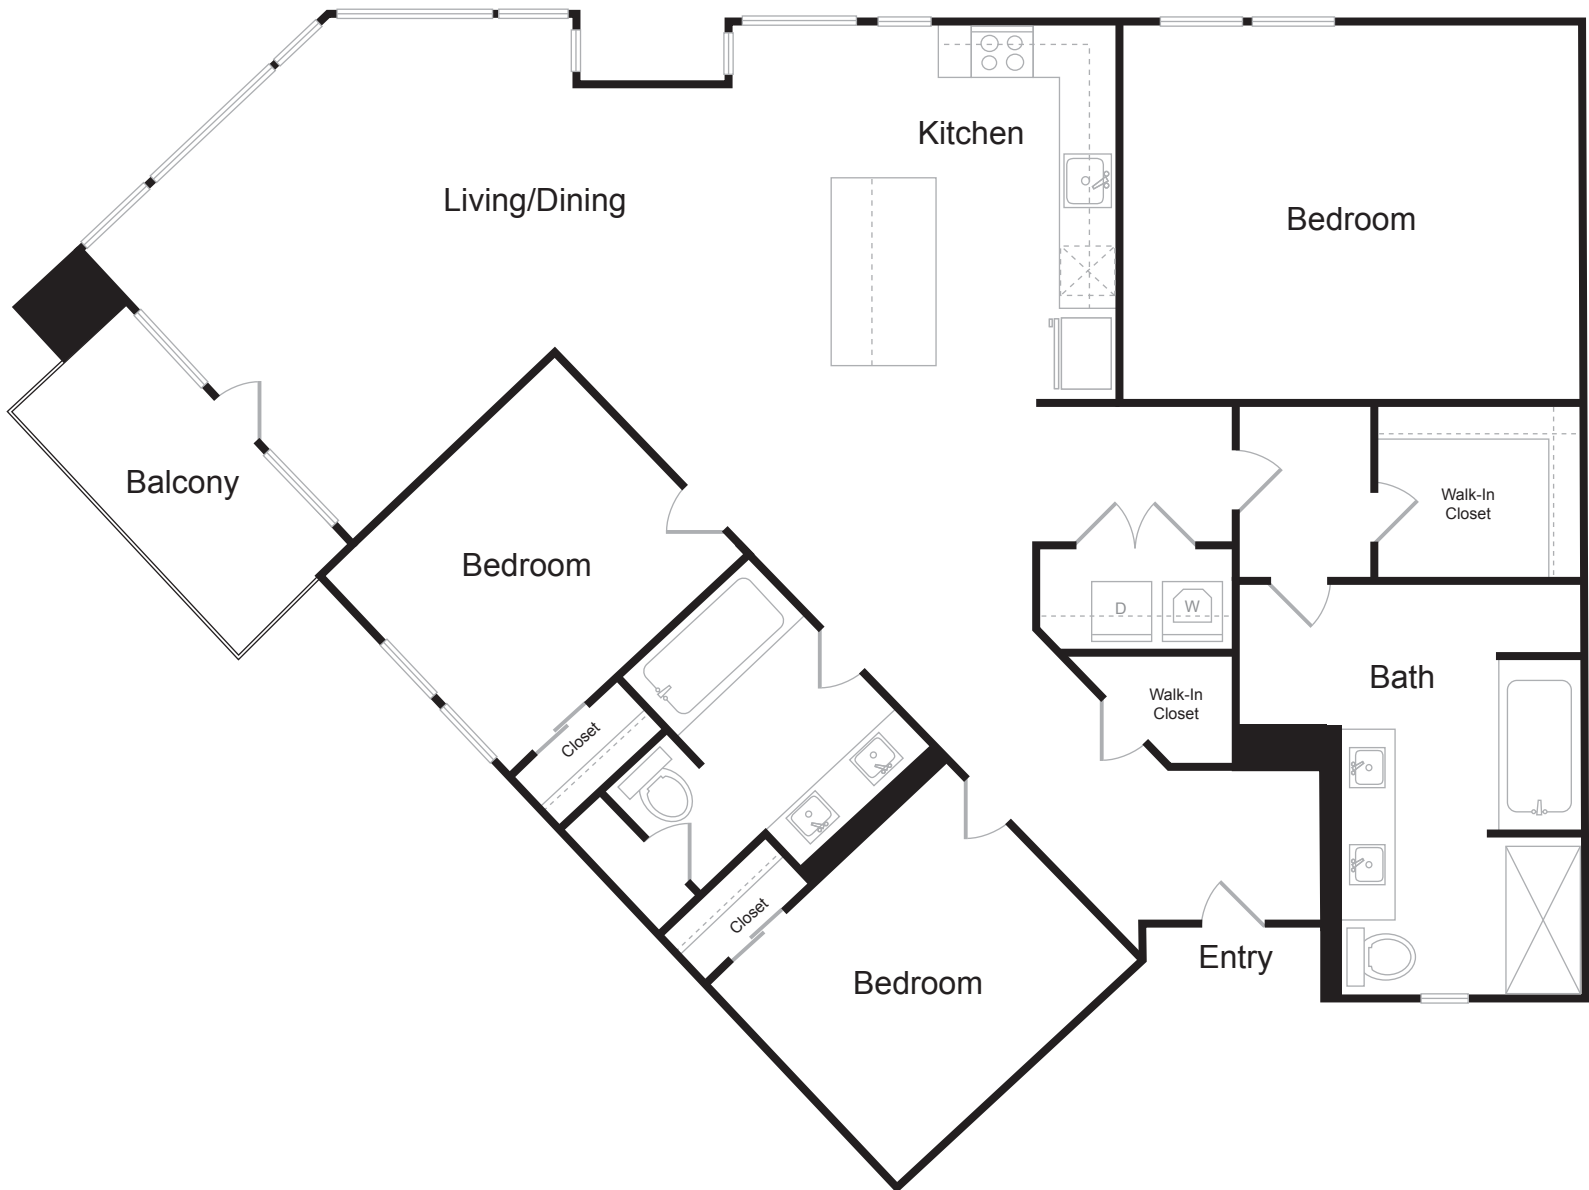 Kitchen
Living/Dining
Bedroom
Balcony
Walk-In
Closet
Bedroom
D
W
Bath
Walk-In
Closet
Closet
Closet
Entry
Bedroom